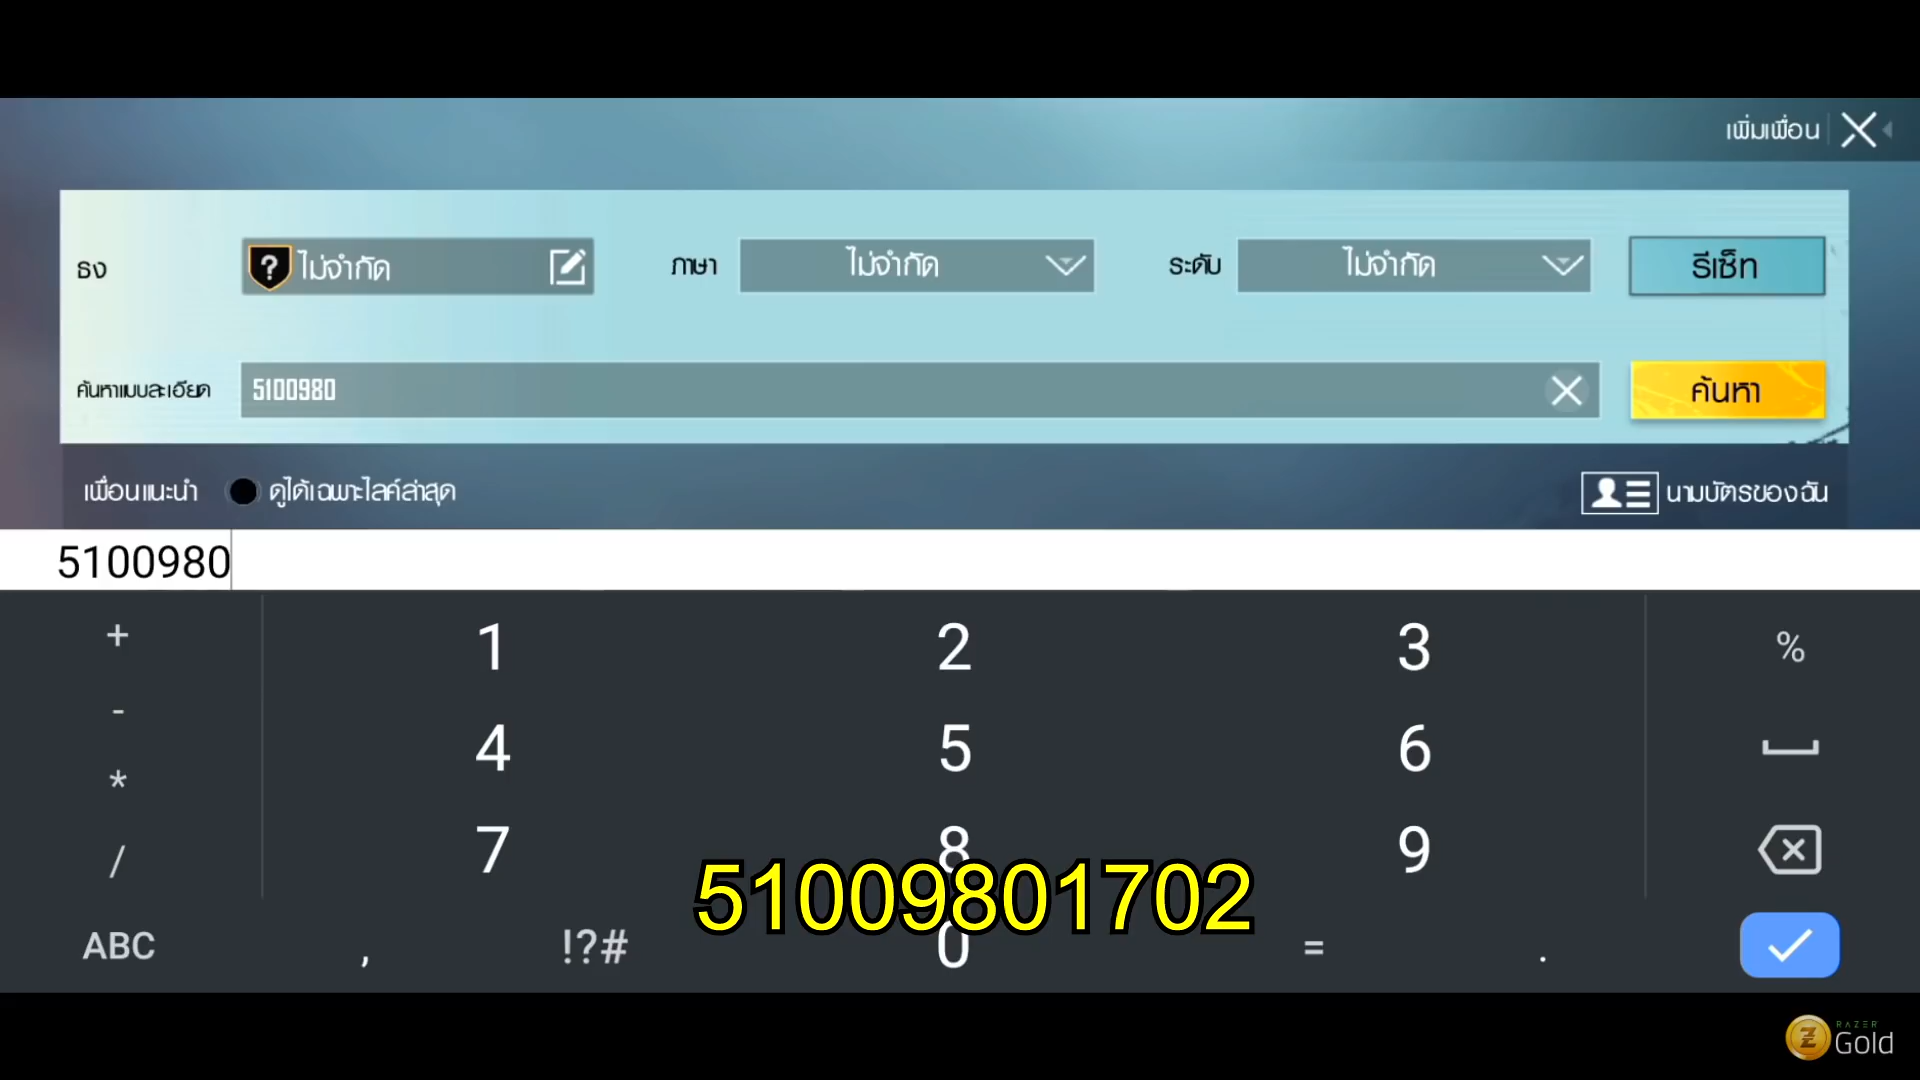 เพิ่มเพื่อน
ธง ไม่จำกัด ภาษา ไม่จำกัด ระดับ ไม่จำกัด รีเซ็ท
ค้นหาแบบละเอียด 5100980 ค้นหา
เพื่อนแนะนำ ดูได้เฉพาะไลค์ล่าสุด นามบัตรของฉัน
5100980
+ 1 2 3 %
- 4 5 6
*
/ 7 8 9
51009801702
ABC , !?# 0 = .
RAZER
Gold